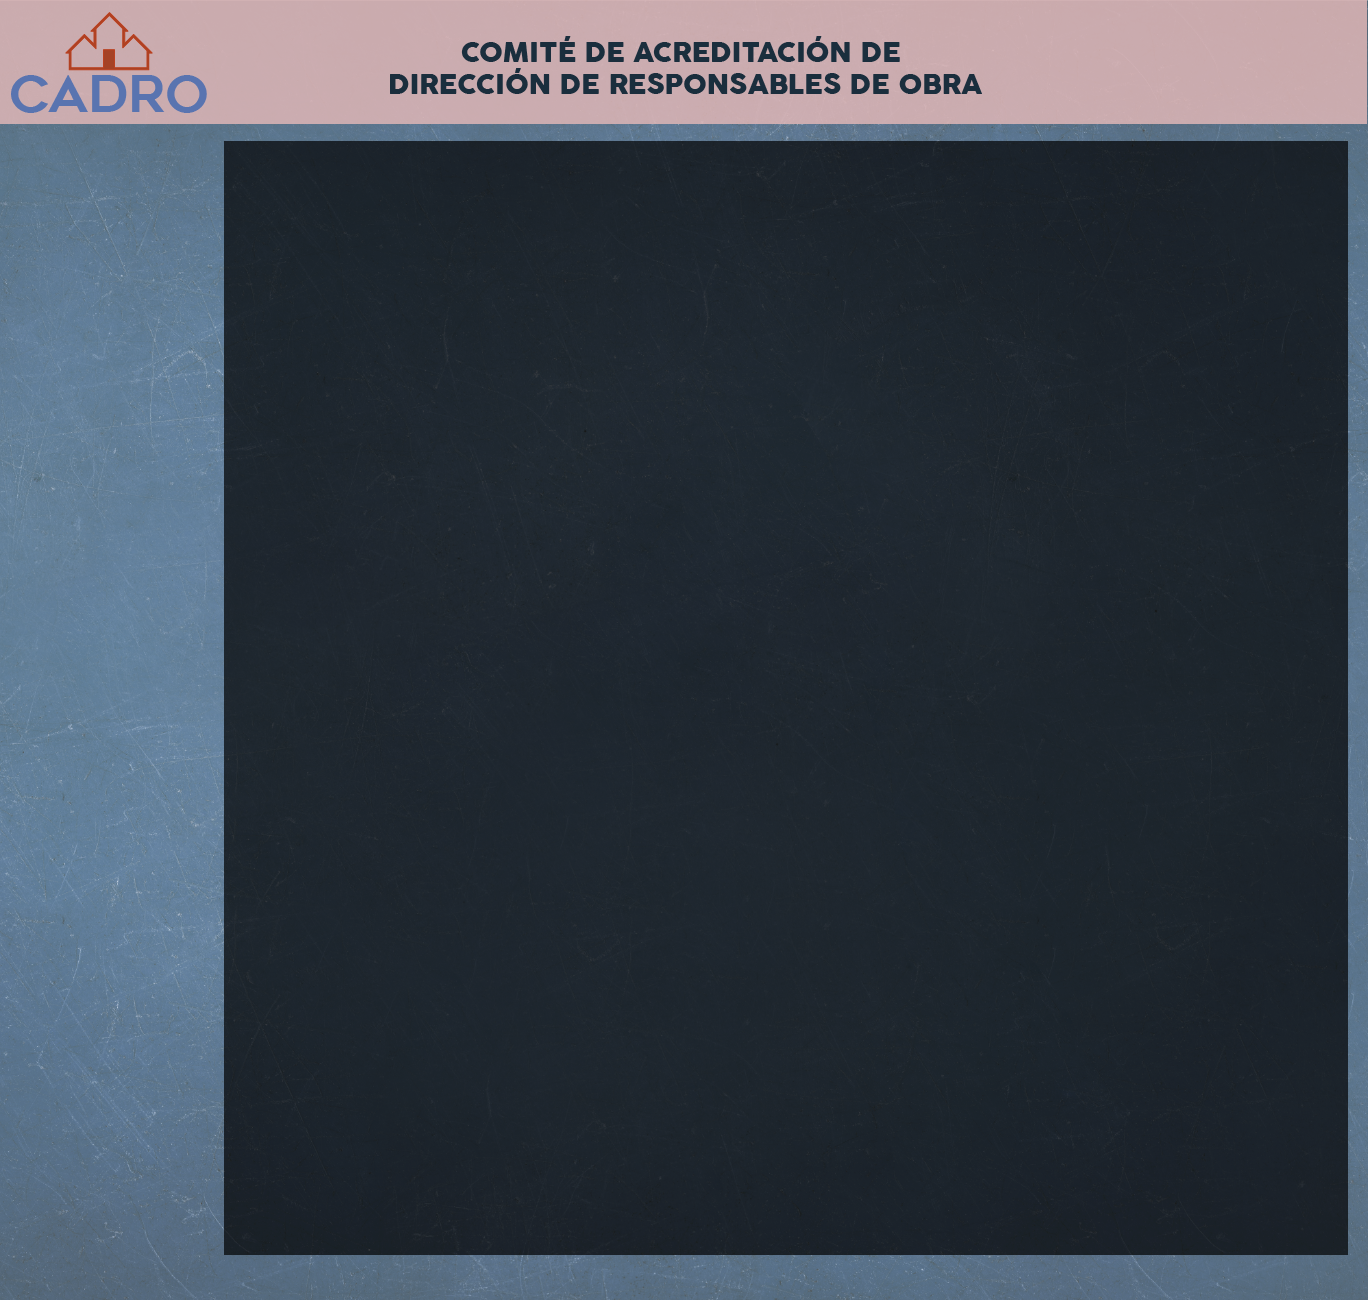 CADRO
COMITÉ DE ACREDITACIÓN DE
DIRECCIÓN DE RESPONSABLES DE OBRA